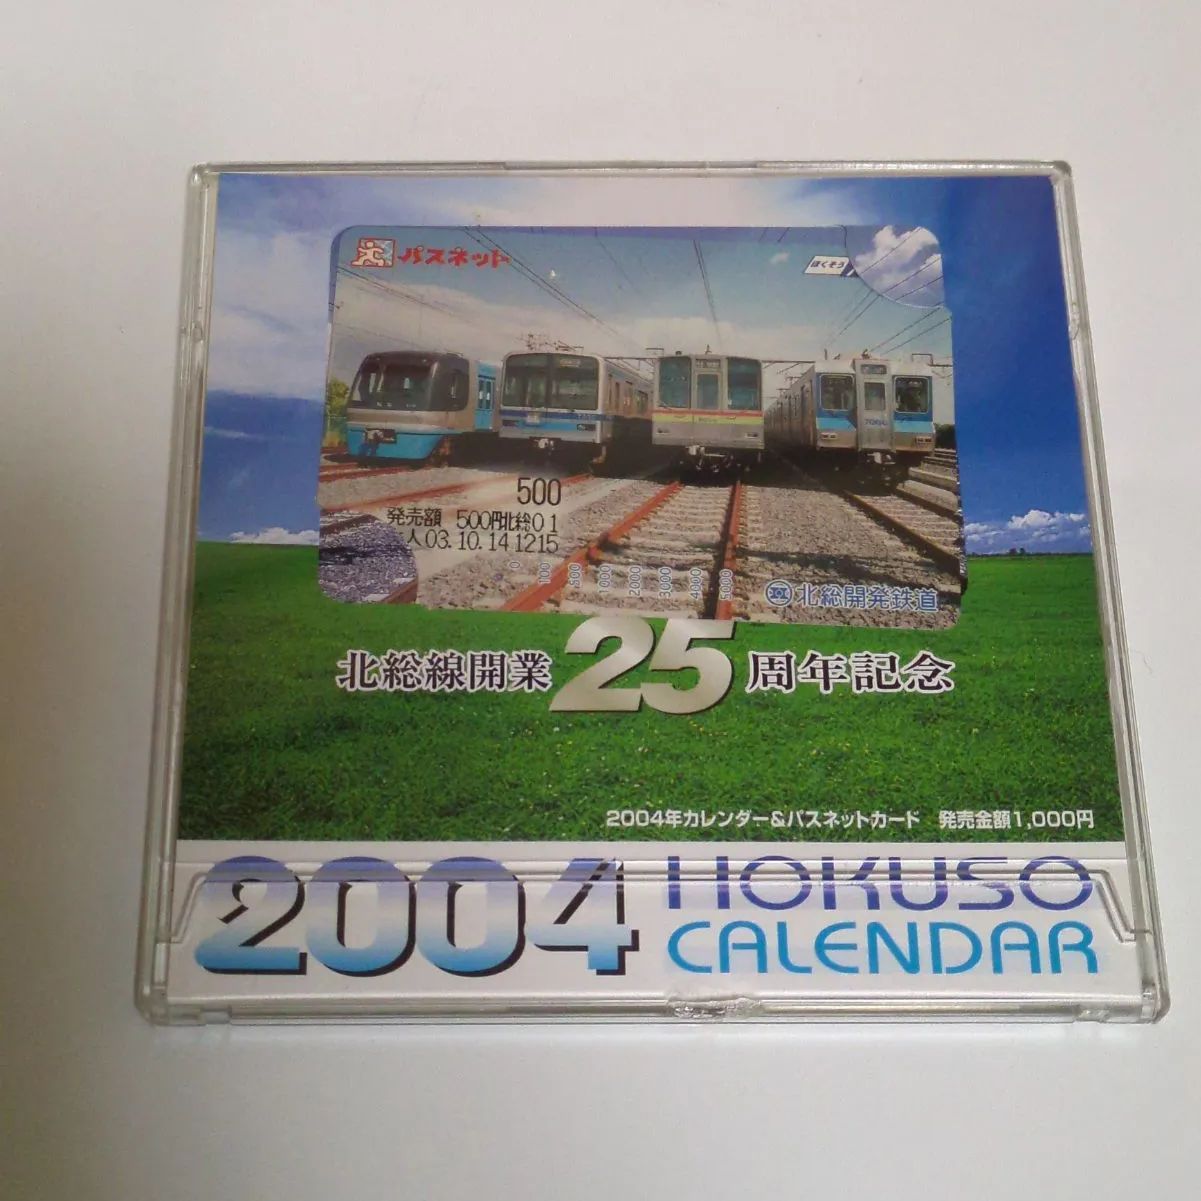 パスネット
ほくそう
500
発売額 500円北総01
人03.10.141215
0 100 500 1000 2000 3000 4000 5000
北総開発鉄道
北総線開業25周年記念
2004年カレンダー&パスネットカード 発売金額1,000円
2004 HOKUSO
CALENDAR